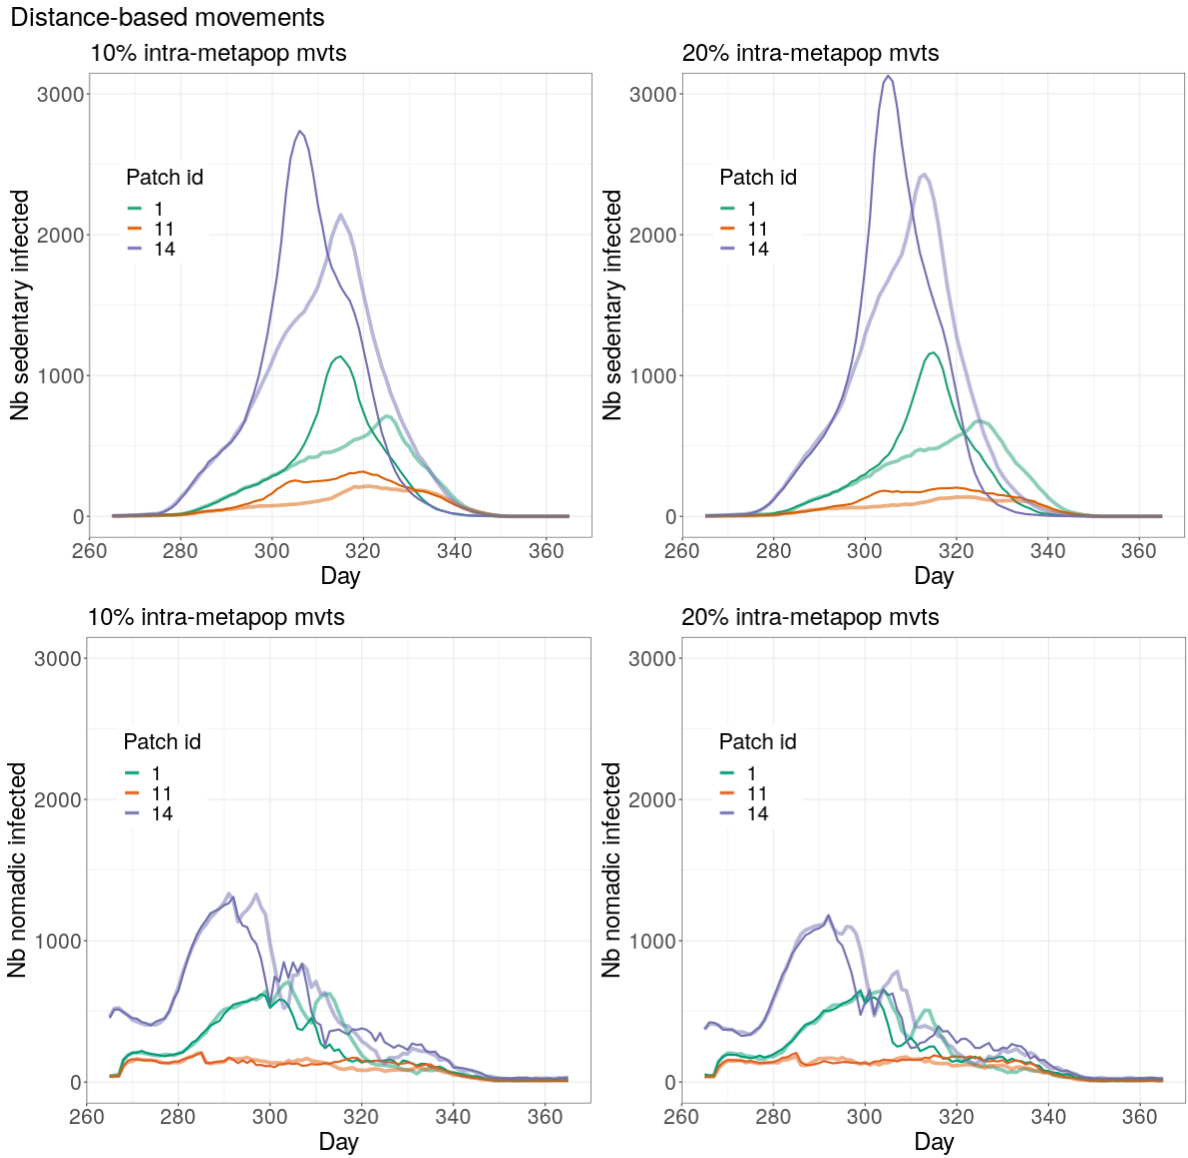 Distance-based movements
10% intra-metapop mvts
3000
2000
1000
0
Nb sedentary infected
Patch id
1
11
14
260 280 300 320 340 360
Day
20% intra-metapop mvts
3000
2000
1000
0
Nb sedentary infected
Patch id
1
11
14
260 280 300 320 340 360
Day
10% intra-metapop mvts
3000
2000
1000
0
Nb nomadic infected
Patch id
1
11
14
260 280 300 320 340 360
Day
20% intra-metapop mvts
3000
2000
1000
0
Nb nomadic infected
Patch id
1
11
14
260 280 300 320 340 360
Day